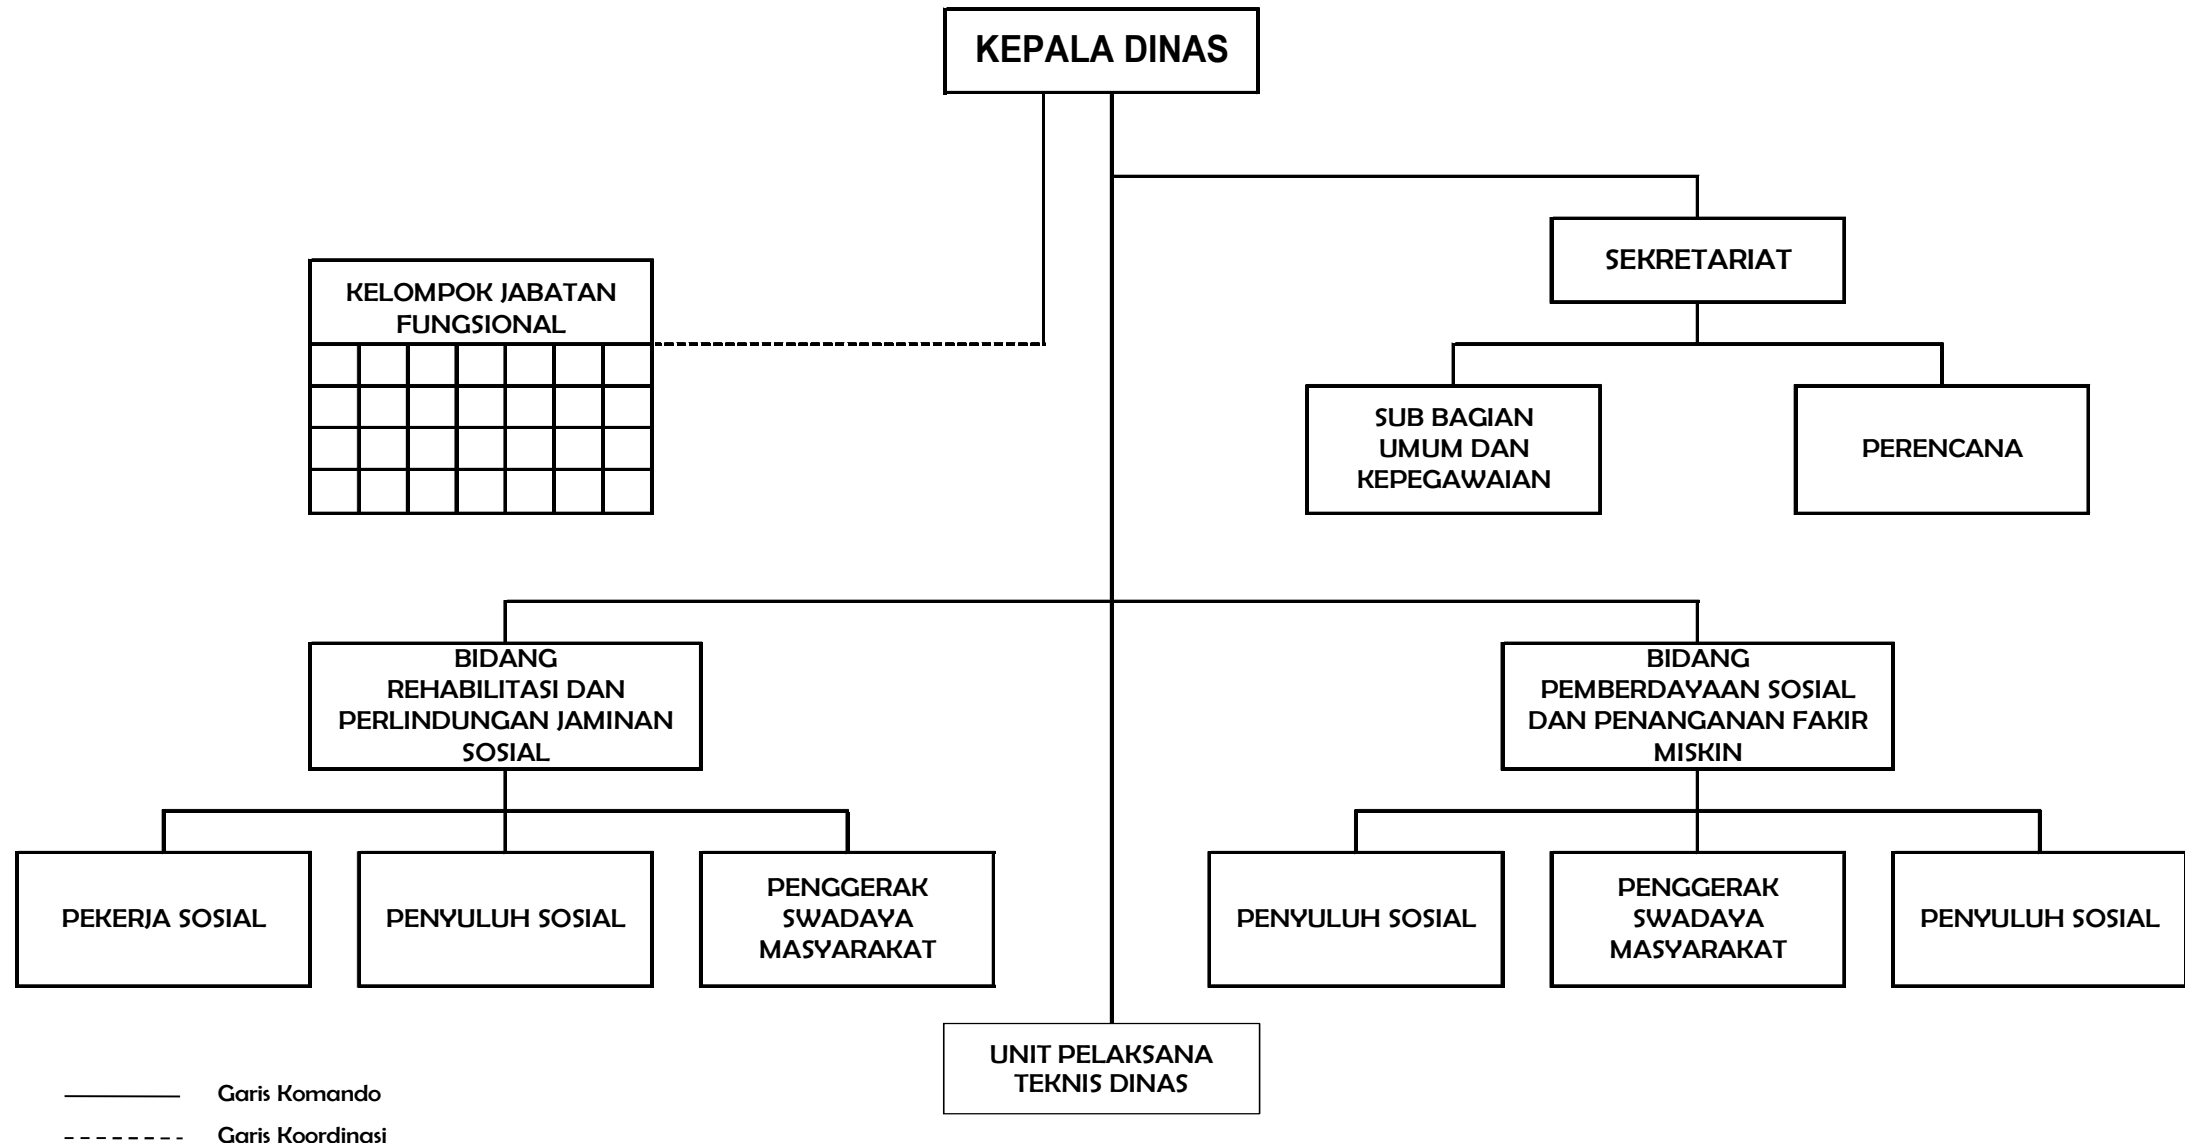 KEPALA DINAS
SEKRETARIAT
KELOMPOK JABATAN
FUNGSIONAL
SUB BAGIAN
UMUM DAN
KEPEGAWAIAN
PERENCANA
BIDANG
REHABILITASI DAN
PERLINDUNGAN JAMINAN
SOSIAL
BIDANG
PEMBERDAYAAN SOSIAL
DAN PENANGANAN FAKIR
MISKIN
PEKERJA SOSIAL
PENYULUH SOSIAL
PENGGERAK
SWADAYA
MASYARAKAT
PENYULUH SOSIAL
PENGGERAK
SWADAYA
MASYARAKAT
PENYULUH SOSIAL
UNIT PELAKSANA
TEKNIS DINAS
Garis Komando
Garis Koordinasi